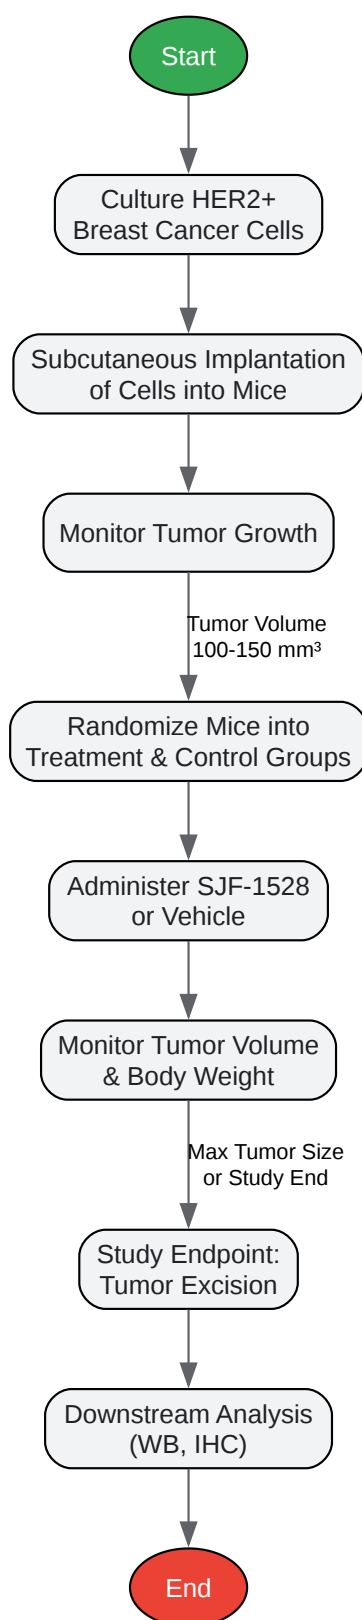 Start
Culture HER2+
Breast Cancer Cells
Subcutaneous Implantation
of Cells into Mice
Monitor Tumor Growth
Tumor Volume
100-150 mm³
Randomize Mice into
Treatment & Control Groups
Administer SJF-1528
or Vehicle
Monitor Tumor Volume
& Body Weight
Max Tumor Size
or Study End
Study Endpoint:
Tumor Excision
Downstream Analysis
(WB, IHC)
End